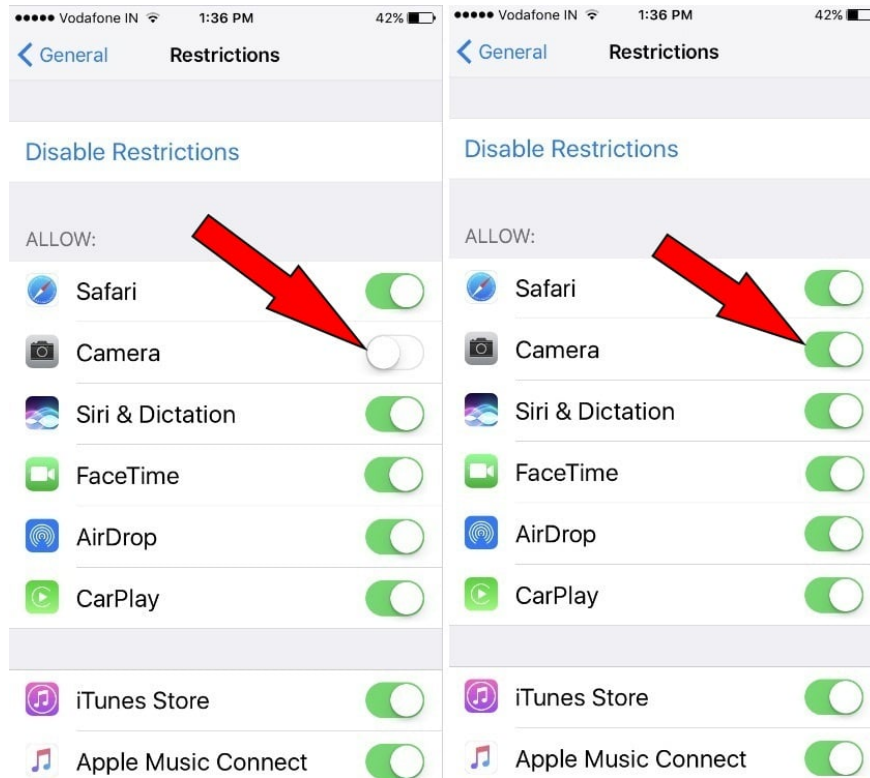 Vodafone IN 1:36 PM 42%
General Restrictions
Disable Restrictions
ALLOW:
Safari
Camera
Siri & Dictation
FaceTime
AirDrop
CarPlay
iTunes Store
Apple Music Connect
Vodafone IN 1:36 PM 42%
General Restrictions
Disable Restrictions
ALLOW:
Safari
Camera
Siri & Dictation
FaceTime
AirDrop
CarPlay
iTunes Store
Apple Music Connect